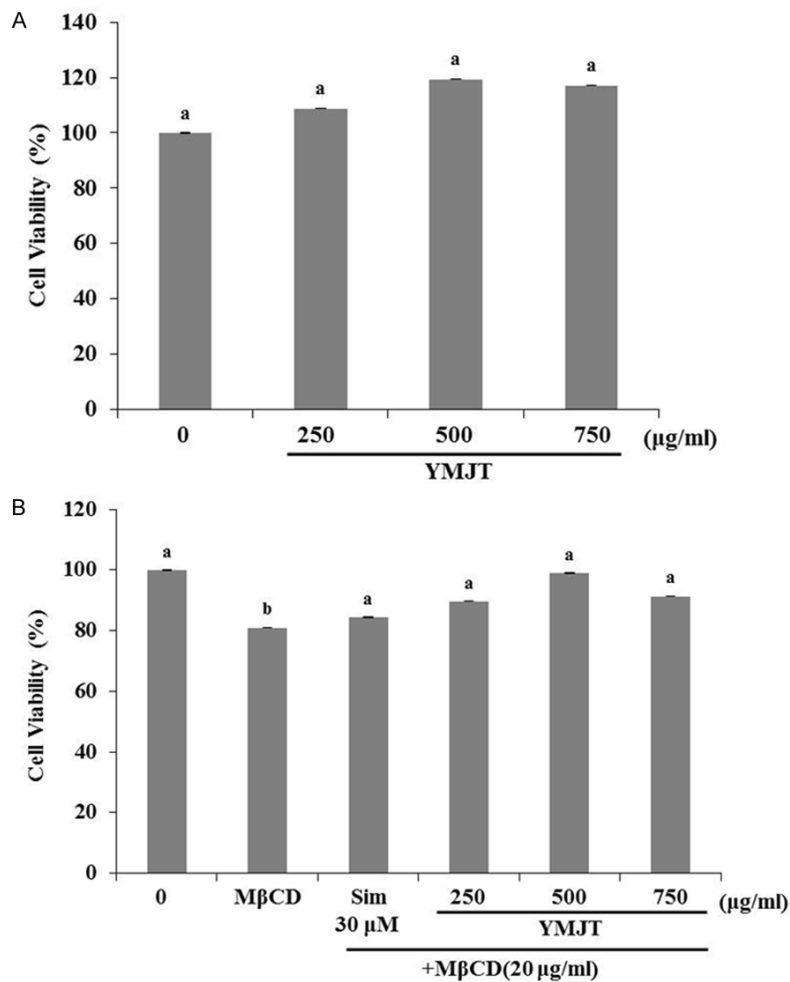 A
140
120
100
80
60
40
20
0
Cell Viability (%)
a
a
a
a
0 250 500 750 (μg/ml)
YMJT
B
120
100
80
60
40
20
0
Cell Viability (%)
a
b
a
a
a
a
0 MβCD Sim 250 500 750 (μg/ml)
30 μM YMJT
+MβCD(20 μg/ml)